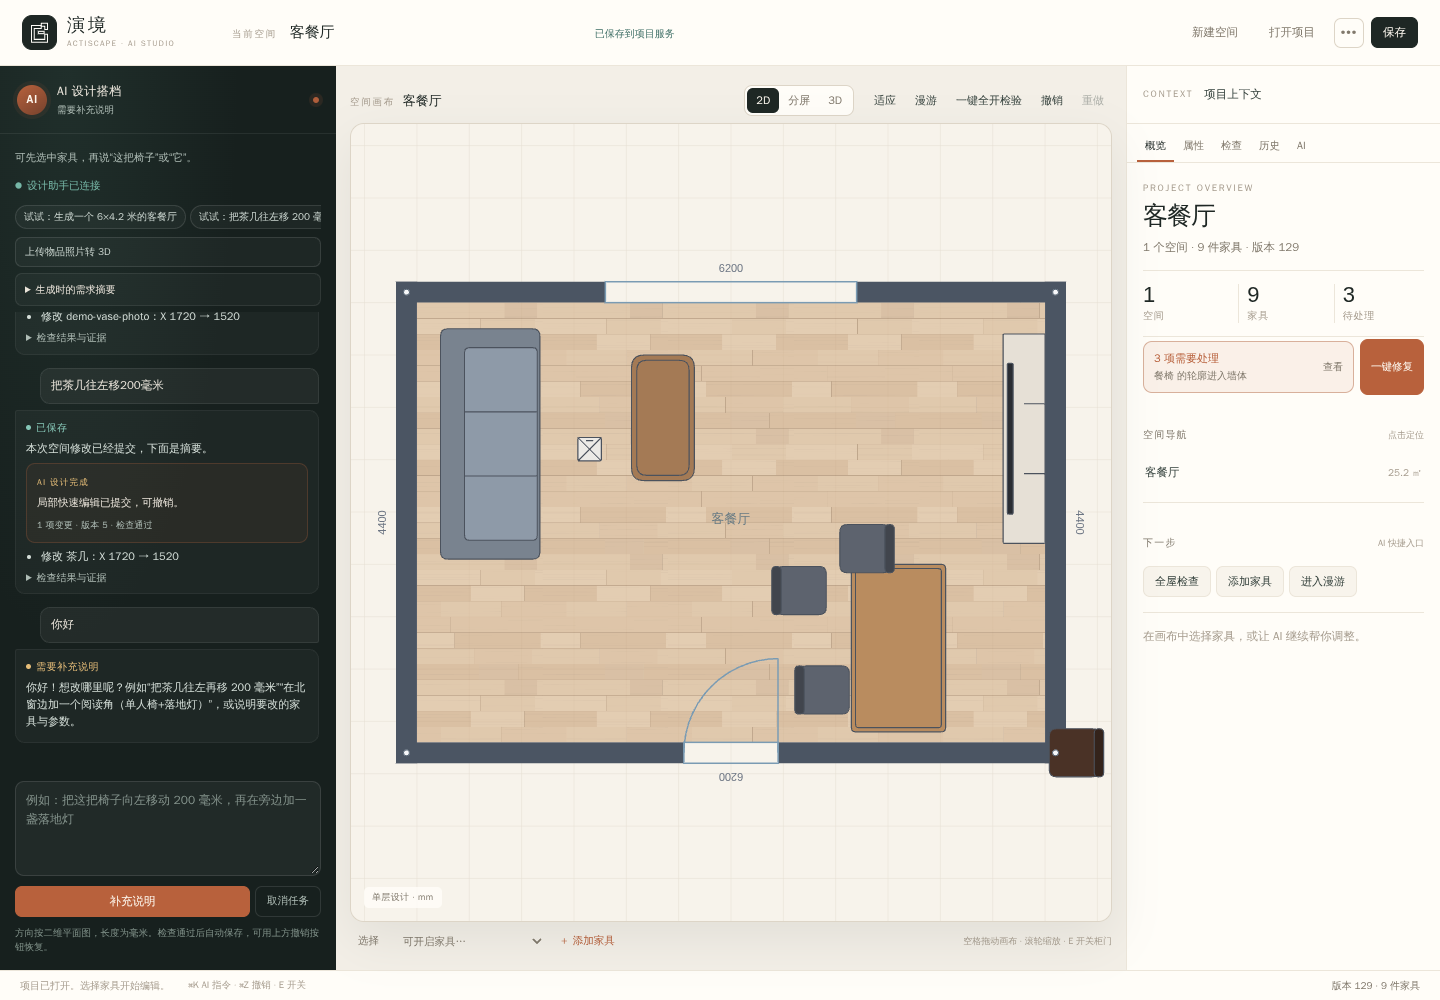 演境
ACTISCAPE · AI STUDIO
当前空间 客餐厅
已保存到项目服务
新建空间
打开项目
•••
保存
AI
AI 设计搭档
需要补充说明
可先选中家具，再说“这把椅子”或“它”。
设计助手已连接
试试：生成一个 6×4.2 米的客餐厅
试试：把茶几往左移 200 毫
上传物品照片转 3D
▶ 生成时的需求摘要
• 修改 demo-vase-photo：X 1720 → 1520
▶ 检查结果与证据
把茶几往左移200毫米
已保存
本次空间修改已经提交，下面是摘要。
AI 设计完成
局部快速编辑已提交，可撤销。
1 项变更 · 版本 5 · 检查通过
• 修改 茶几：X 1720 → 1520
▶ 检查结果与证据
你好
需要补充说明
你好！想改哪里呢？例如“把茶几往左再移 200 毫米”“在北
窗边加一个阅读角（单人椅+落地灯）”，或说明要改的家
具与参数。
例如：把这把椅子向左移动 200 毫米，再在旁边加一
盏落地灯
补充说明
取消任务
方向按二维平面图，长度为毫米。检查通过后自动保存，可用上方撤销按
钮恢复。
空间画布 客餐厅
2D 分屏 3D
适应 漫游 一键全开检验 撤销 重做
6200
4400
客餐厅
4400
6200
单层设计 · mm
选择 可开启家具… ＋ 添加家具
空格拖动画布 · 滚轮缩放 · E 开关柜门
CONTEXT 项目上下文
概览 属性 检查 历史 AI
PROJECT OVERVIEW
客餐厅
1 个空间 · 9 件家具 · 版本 129
1 9 3
空间 家具 待处理
3 项需要处理
餐椅 的轮廓进入墙体
查看
一键修复
空间导航 点击定位
客餐厅 25.2 ㎡
下一步 AI 快捷入口
全屋检查 添加家具 进入漫游
在画布中选择家具，或让 AI 继续帮你调整。
项目已打开。选择家具开始编辑。 ⌘K AI 指令 · ⌘Z 撤销 · E 开关
版本 129 · 9 件家具